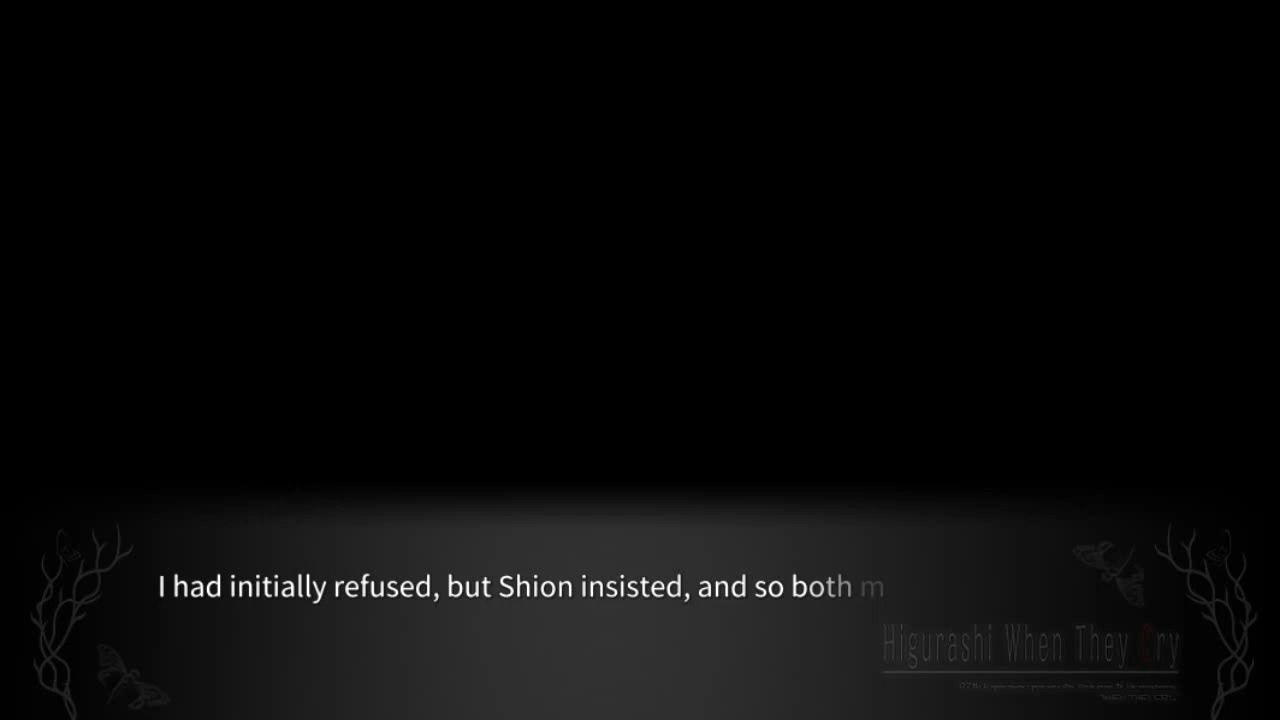 I had initially refused, but Shion insisted, and so both m
Higurashi When They Cry